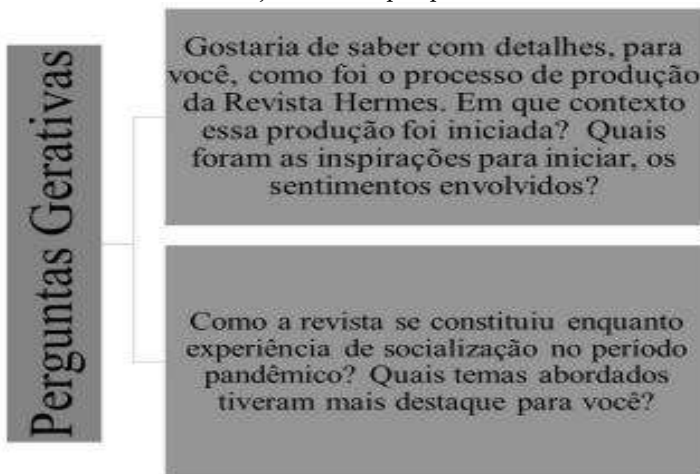 Perguntas Gerativas
Gostaria de saber com detalhes, para
você, como foi o processo de produção
da Revista Hermes. Em que contexto
essa produção foi iniciada? Quais
foram as inspirações para iniciar, os
sentimentos envolvidos?
Como a revista se constituiu enquanto
experiência de socialização no período
pandêmico? Quais temas abordados
tiveram mais destaque para você?